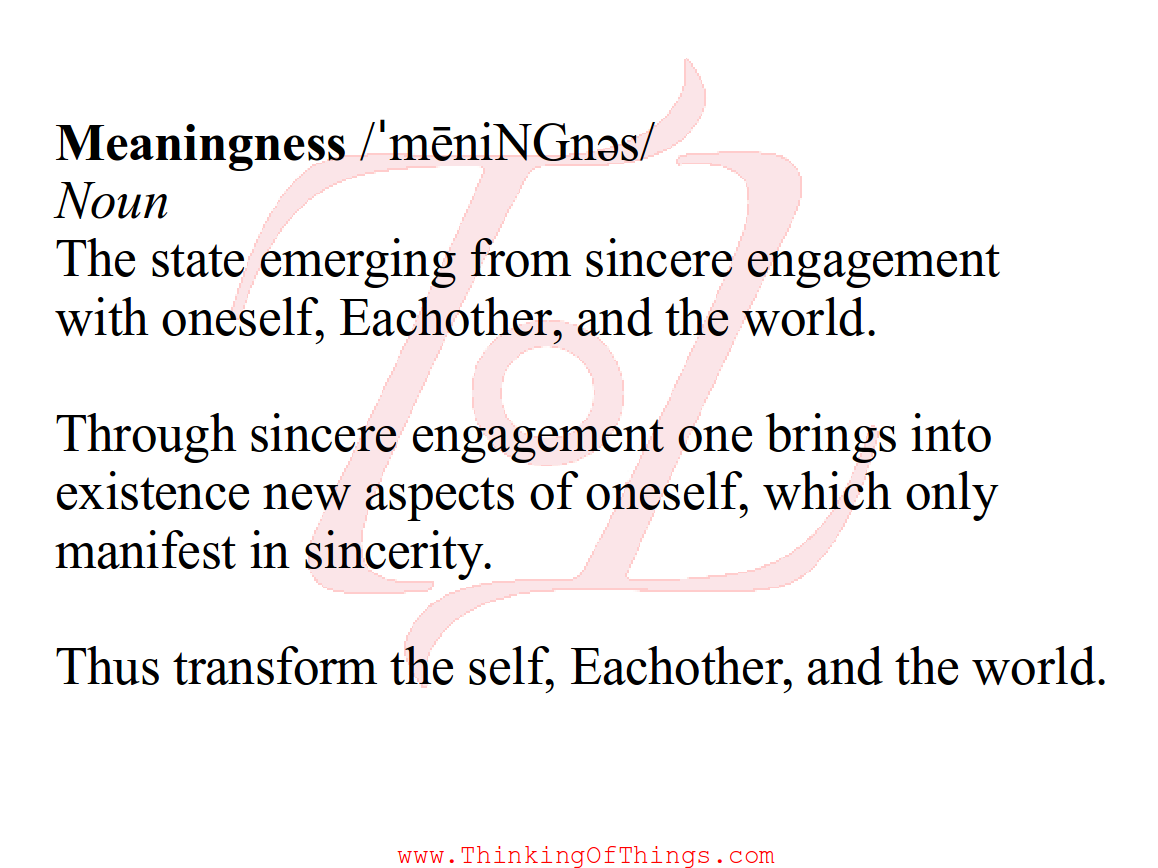 Meaningness /ˈmēniNGnəs/
Noun
The state emerging from sincere engagement
with oneself, Eachother, and the world.
Through sincere engagement one brings into
existence new aspects of oneself, which only
manifest in sincerity.
Thus transform the self, Eachother, and the world.
www.ThinkingOfThings.com